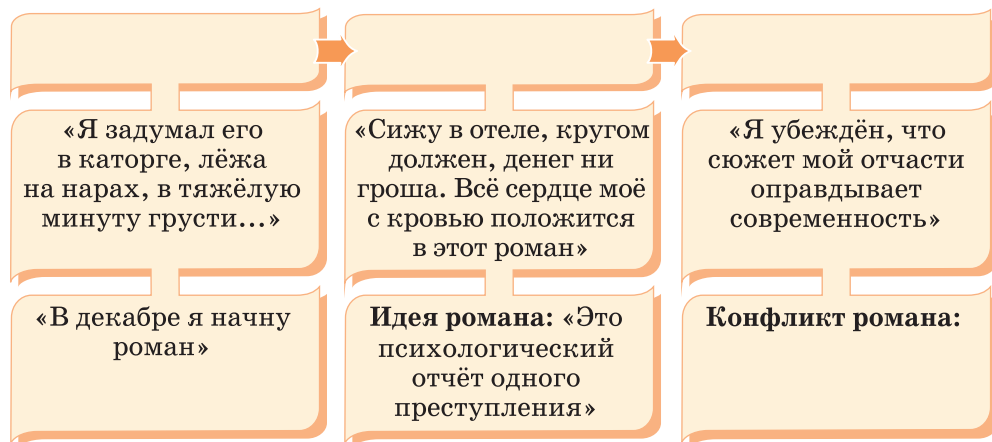 «Я задумал его
в каторге, лёжа
на нарах, в тяжёлую
минуту грусти...»
«Сижу в отеле, кругом
должен, денег ни
гроша. Всё сердце моё
с кровью положится
в этот роман»
«Я убеждён, что
сюжет мой отчасти
оправдывает
современность»
«В декабре я начну
роман»
Идея романа: «Это
психологический
отчёт одного
преступления»
Конфликт романа: